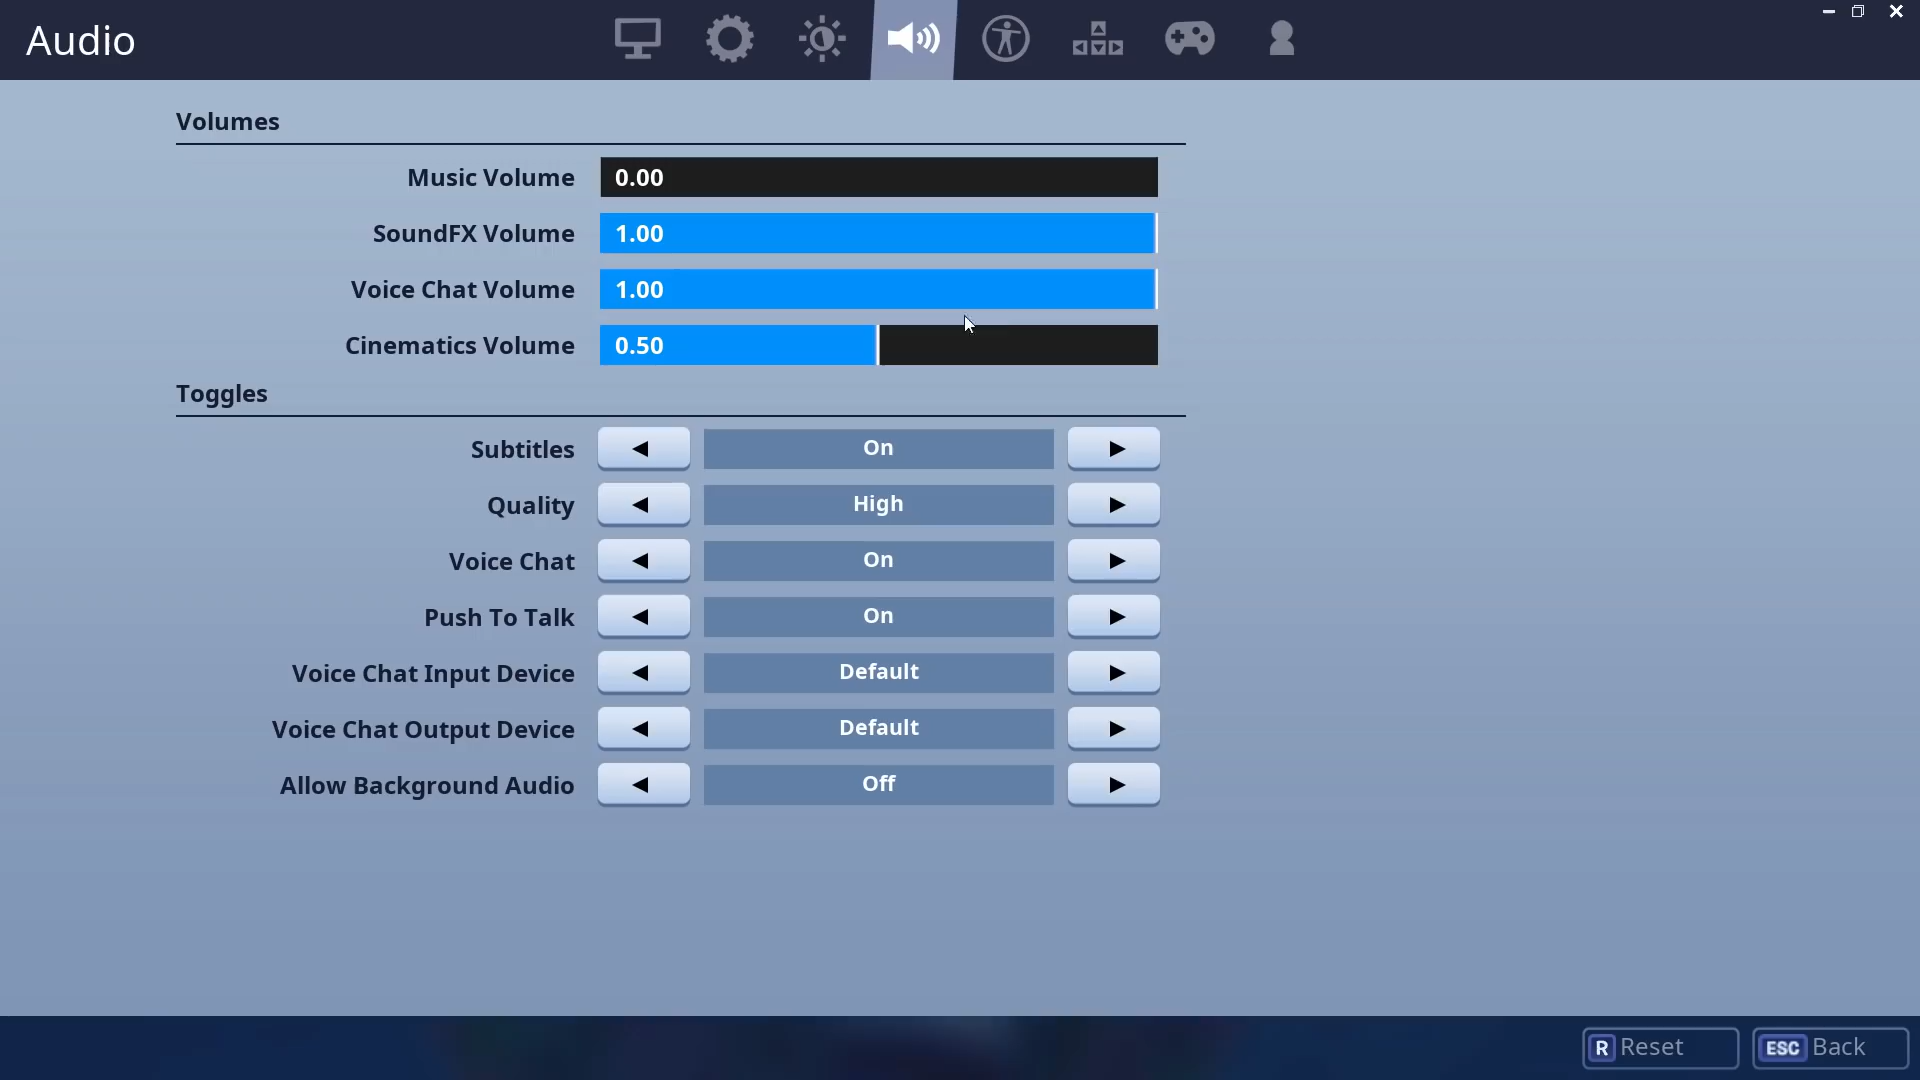 Audio
Volumes
Music Volume 0.00
SoundFX Volume 1.00
Voice Chat Volume 1.00
Cinematics Volume 0.50
Toggles
Subtitles On
Quality High
Voice Chat On
Push To Talk On
Voice Chat Input Device Default
Voice Chat Output Device Default
Allow Background Audio Off
R Reset ESC Back